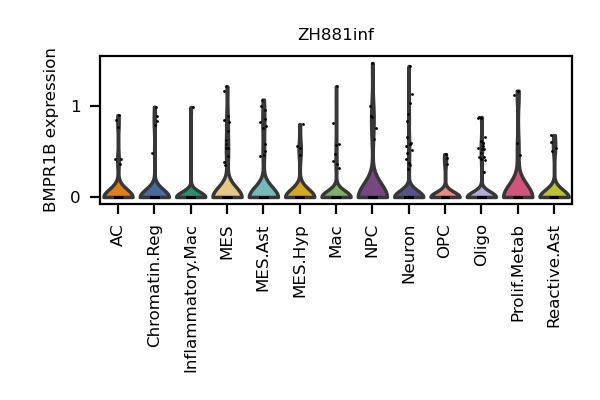 ZH881inf
BMPR1B expression
1
0
AC
Chromatin.Reg
Inflammatory.Mac
MES
MES.Ast
MES.Hyp
Mac
NPC
Neuron
OPC
Oligo
Prolif.Metab
Reactive.Ast